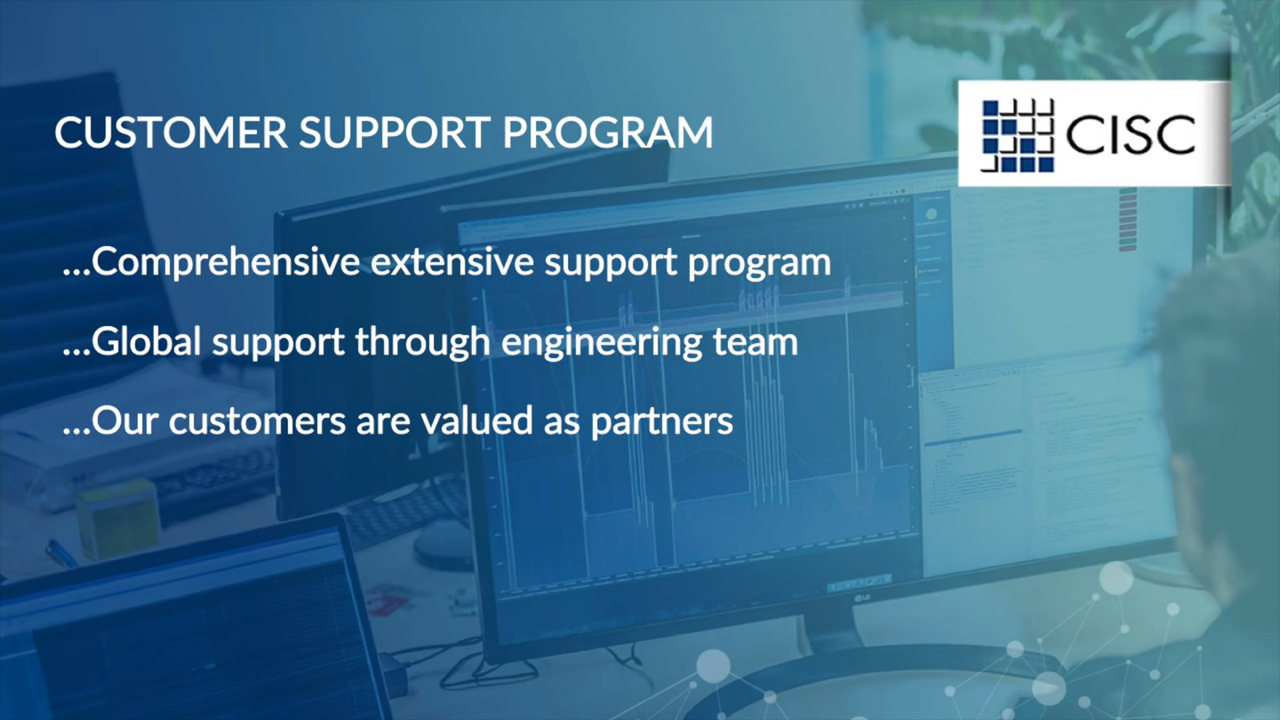 CUSTOMER SUPPORT PROGRAM
CISC
...Comprehensive extensive support program
...Global support through engineering team
...Our customers are valued as partners
LG